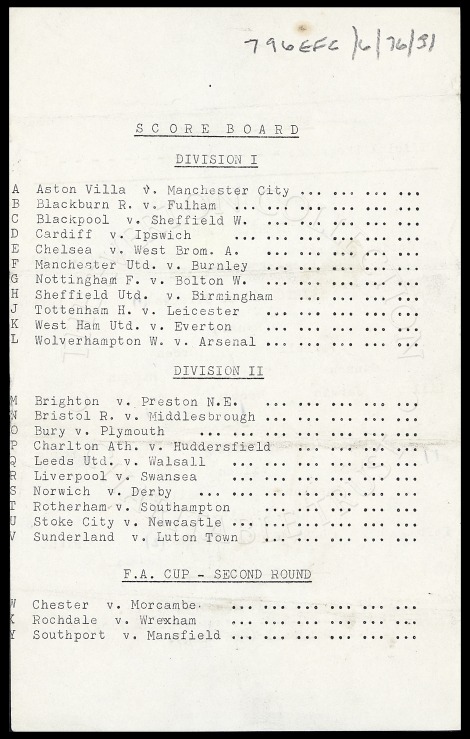 796EFC /6/76/31
SCORE BOARD
DIVISION I
A Aston Villa v. Manchester City ... ... ... ...
B Blackburn R. v. Fulham ... ... ... ... ... ...
C Blackpool v. Sheffield W. ... ... ... ... ...
D Cardiff v. Ipswich ... ... ... ... ... ...
E Chelsea v. West Brom. A. ... ... ... ... ...
F Manchester Utd. v. Burnley ... ... ... ... ...
G Nottingham F. v. Bolton W. ... ... ... ... ...
H Sheffield Utd. v. Birmingham ... ... ... ...
J Tottenham H. v. Leicester ... ... ... ... ...
K West Ham Utd. v. Everton ... ... ... ... ...
L Wolverhampton W. v. Arsenal ... ... ... ... ...
DIVISION II
M Brighton v. Preston N.E. ... ... ... ... ...
N Bristol R. v. Middlesbrough ... ... ... ... ...
O Bury v. Plymouth ... ... ... ... ... ... ...
P Charlton Ath. v. Huddersfield ... ... ... ...
Q Leeds Utd. v. Walsall ... ... ... ... ... ...
R Liverpool v. Swansea ... ... ... ... ... ...
S Norwich v. Derby ... ... ... ... ... ... ...
T Rotherham v. Southampton ... ... ... ... ...
U Stoke City v. Newcastle ... ... ... ... ... ...
V Sunderland v. Luton Town ... ... ... ... ...
F.A. CUP - SECOND ROUND
W Chester v. Morcambe. ... ... ... ... ... ...
X Rochdale v. Wrexham ... ... ... ... ... ...
Y Southport v. Mansfield ... ... ... ... ... ...